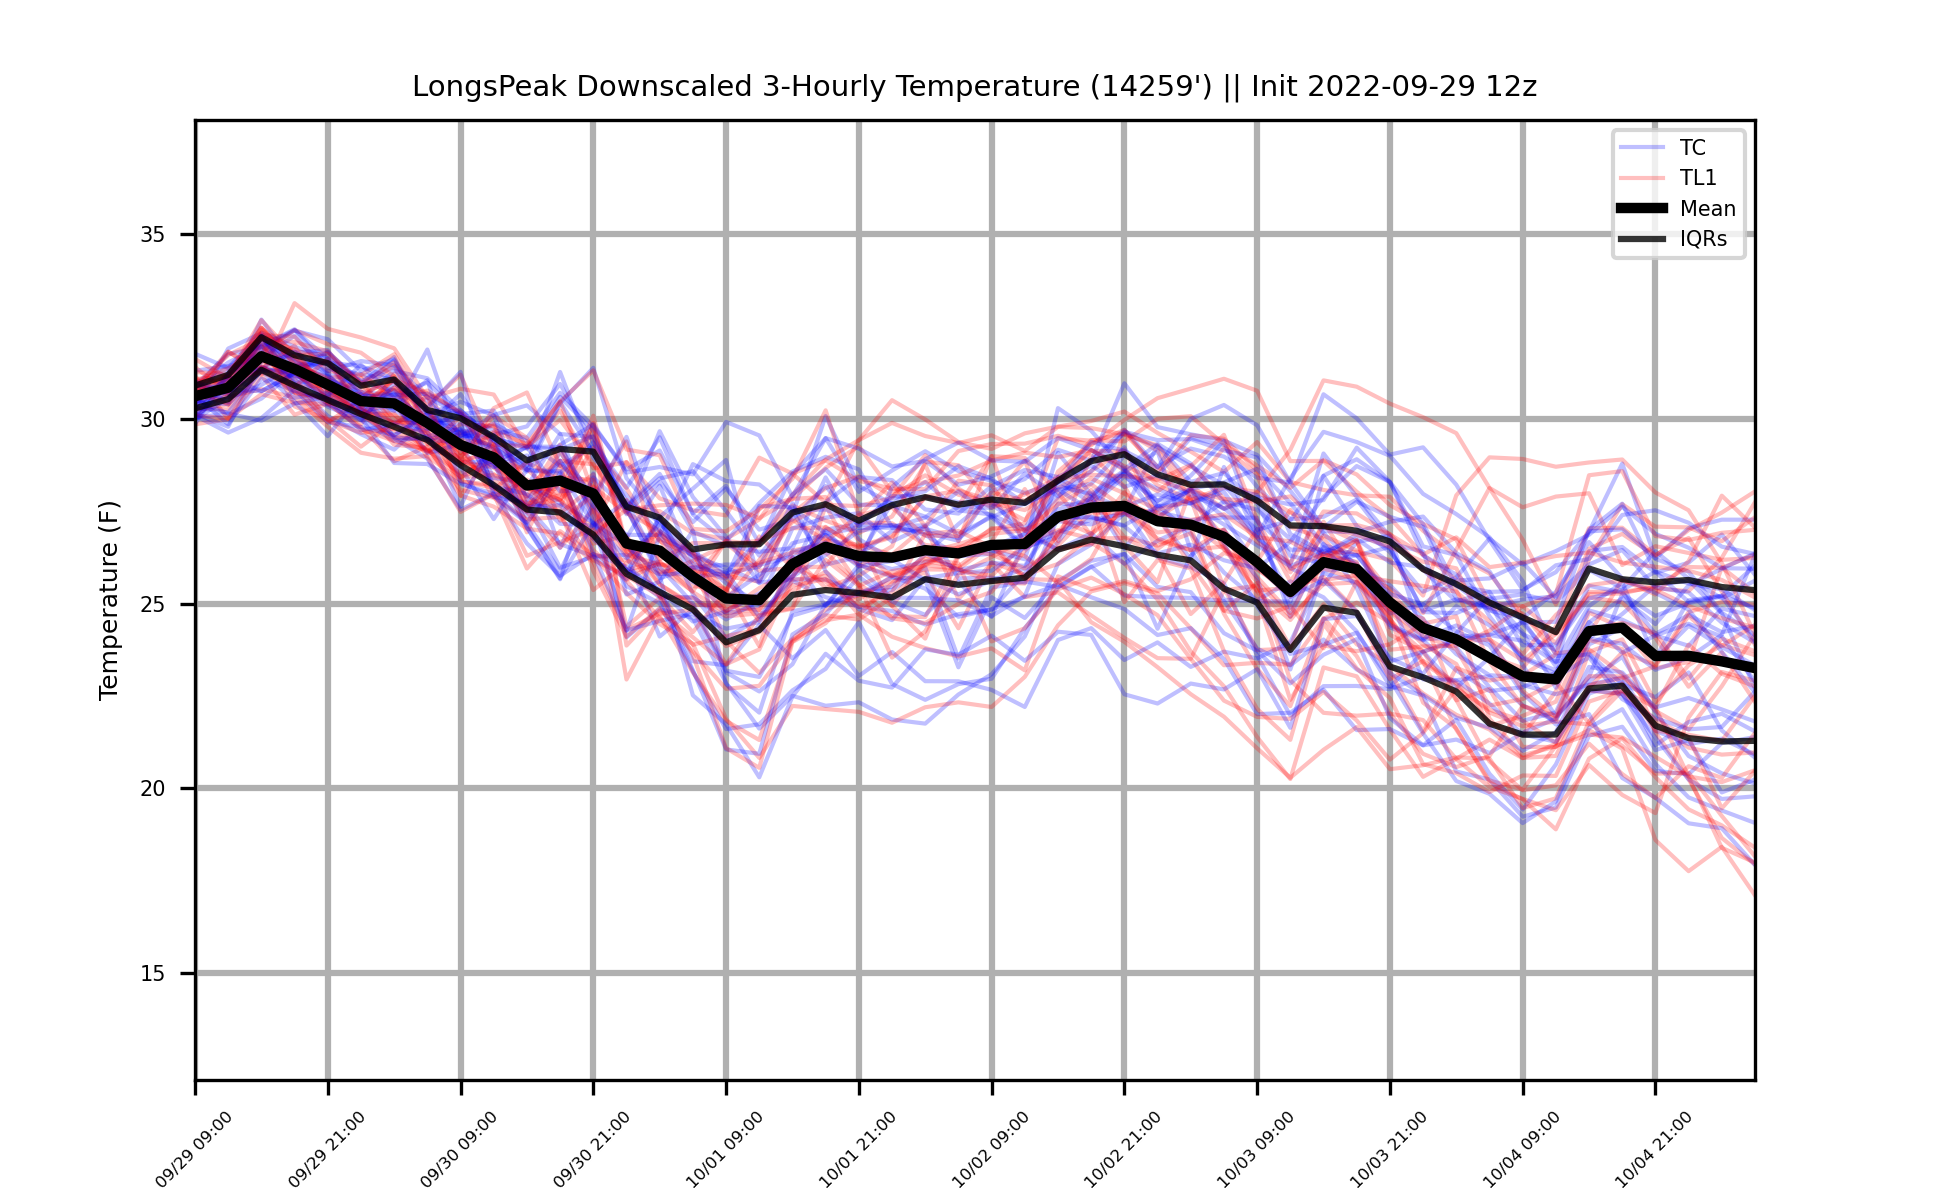 LongsPeak Downscaled 3-Hourly Temperature (14259') || Init 2022-09-29 12z
TC
TL1
Mean
IQRs
Temperature (F)
35
30
25
20
15
09/29 09:00
09/29 21:00
09/30 09:00
09/30 21:00
10/01 09:00
10/01 21:00
10/02 09:00
10/02 21:00
10/03 09:00
10/03 21:00
10/04 09:00
10/04 21:00